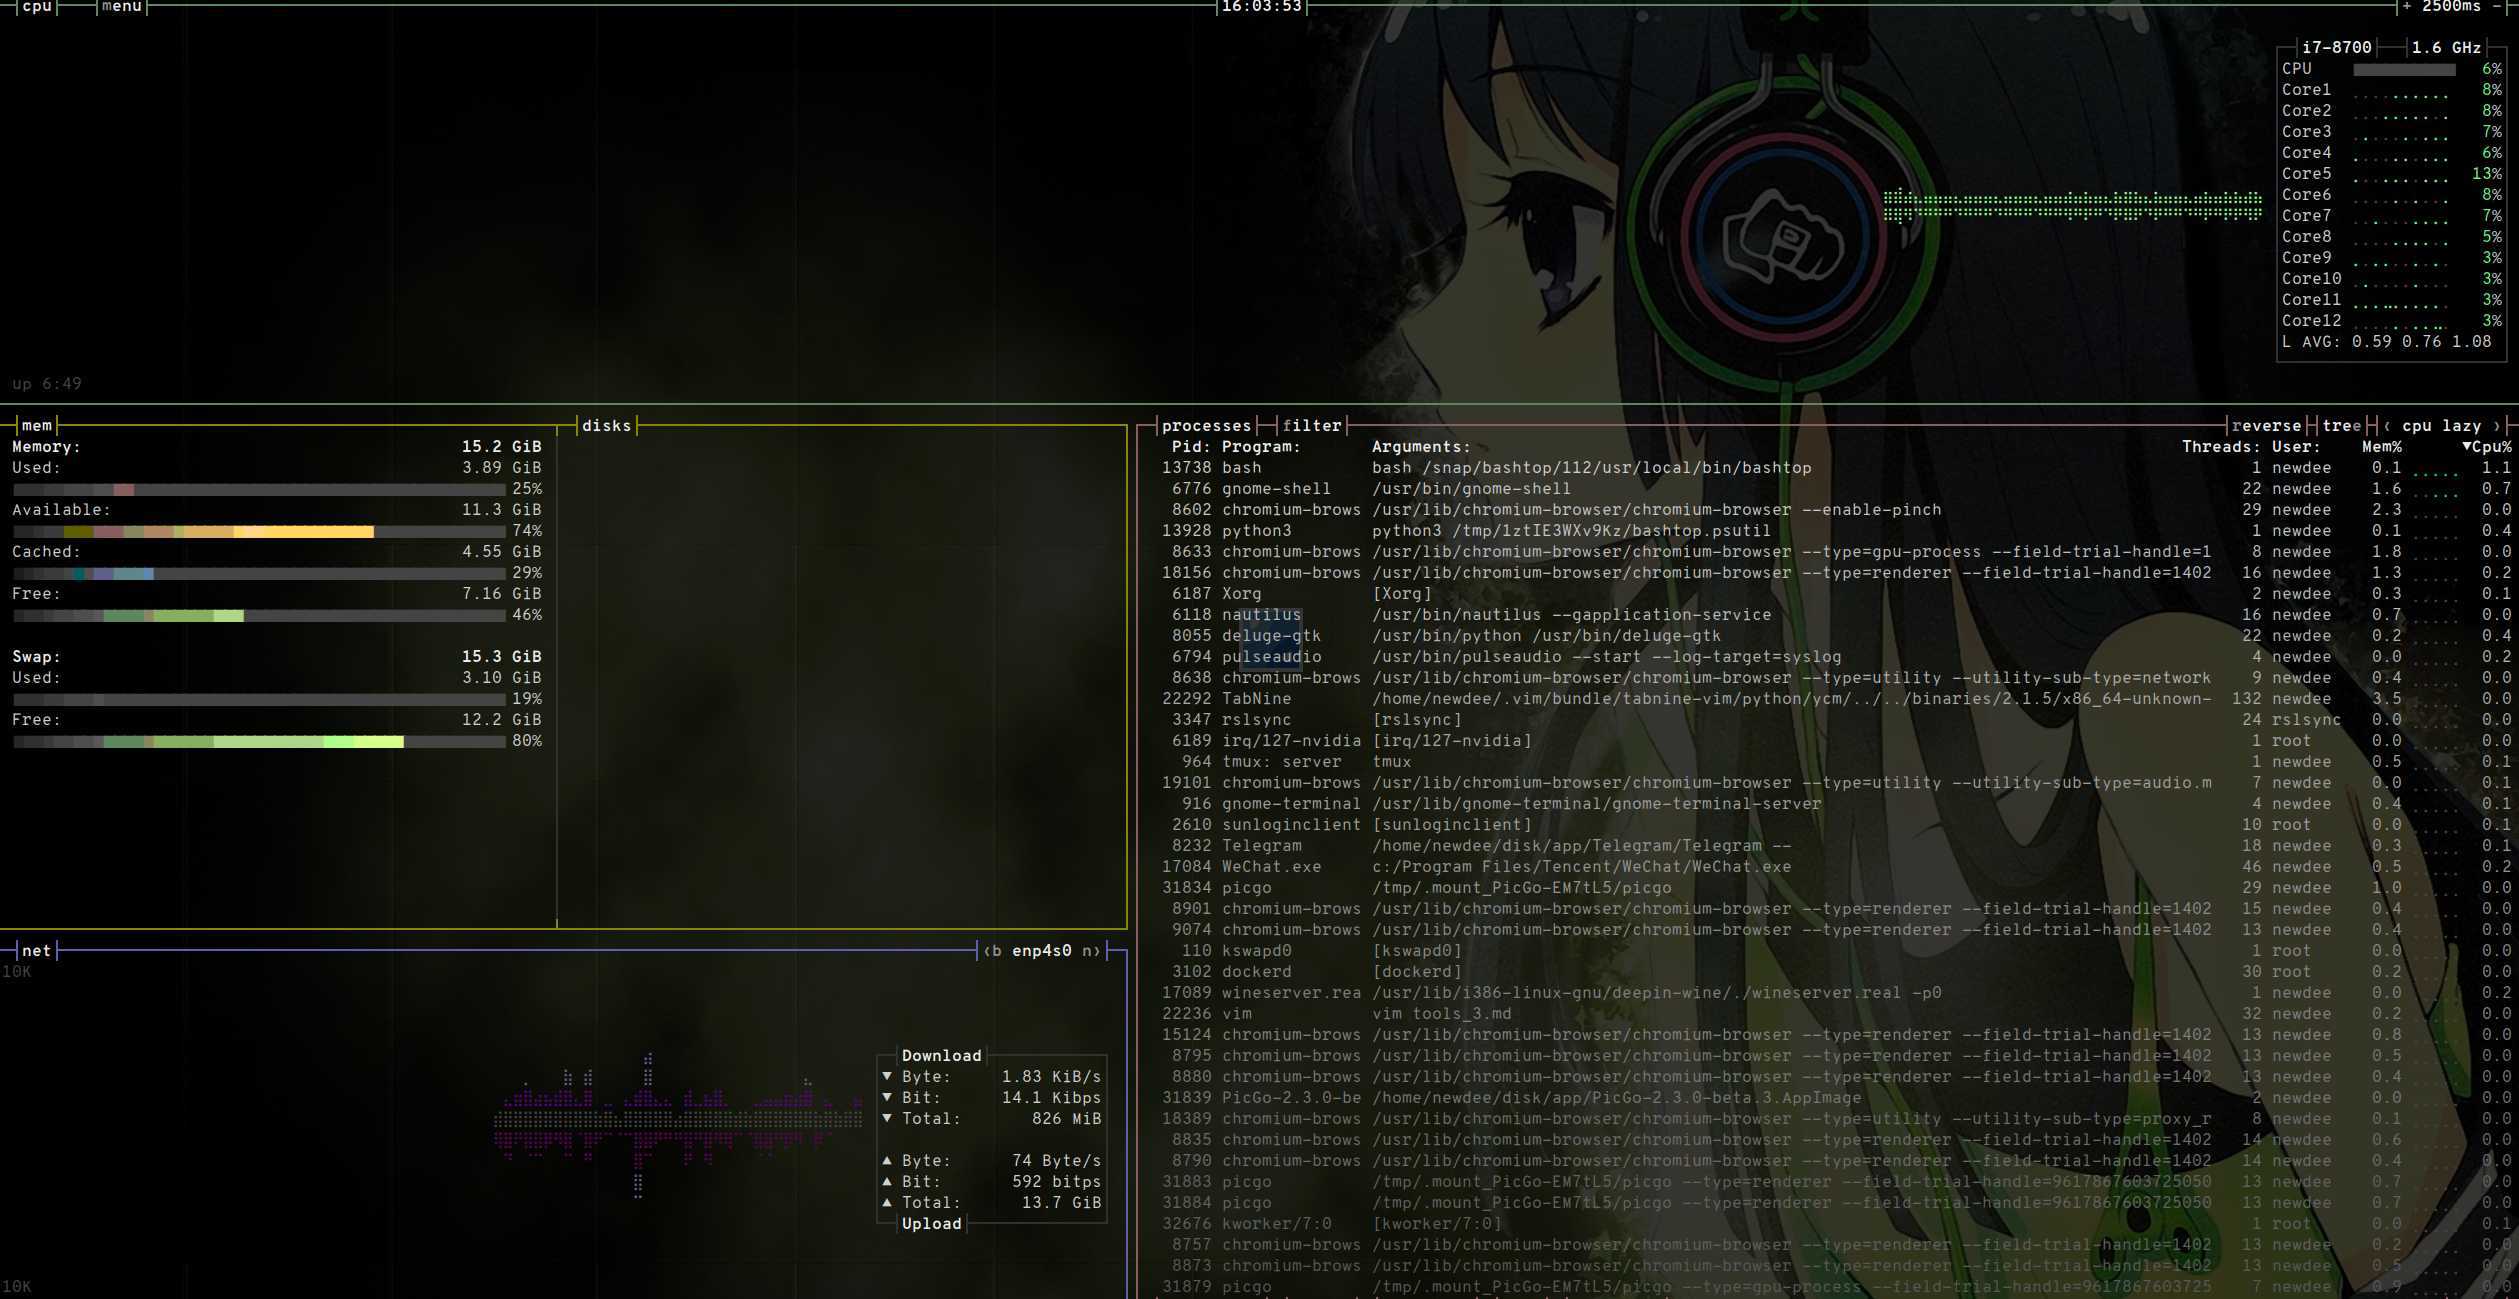 cpu menu 16:03:53 + 2500ms -
i7-8700 1.6 GHz
CPU 6%
Core1 8%
Core2 8%
Core3 7%
Core4 6%
Core5 13%
Core6 8%
Core7 7%
Core8 5%
Core9 3%
Core10 3%
Core11 3%
Core12 3%
L AVG: 0.59 0.76 1.08
up 6:49
mem
Memory: 15.2 GiB
Used: 3.89 GiB
25%
Available: 11.3 GiB
74%
Cached: 4.55 GiB
29%
Free: 7.16 GiB
46%
Swap: 15.3 GiB
Used: 3.10 GiB
19%
Free: 12.2 GiB
80%
disks
net ‹b enp4s0 n›
10K
Download
▼ Byte: 1.83 KiB/s
▼ Bit: 14.1 Kibps
▼ Total: 826 MiB
▲ Byte: 74 Byte/s
▲ Bit: 592 bitps
▲ Total: 13.7 GiB
Upload
10K
processes filter reverse tree ‹ cpu lazy ›
Pid: Program: Arguments: Threads: User: Mem% ▼Cpu%
13738 bash bash /snap/bashtop/112/usr/local/bin/bashtop 1 newdee 0.1 1.1
6776 gnome-shell /usr/bin/gnome-shell 22 newdee 1.6 0.7
8602 chromium-brows /usr/lib/chromium-browser/chromium-browser --enable-pinch 29 newdee 2.3 0.0
13928 python3 python3 /tmp/1ztIE3WXv9Kz/bashtop.psutil 1 newdee 0.1 0.4
8633 chromium-brows /usr/lib/chromium-browser/chromium-browser --type=gpu-process --field-trial-handle=1 8 newdee 1.8 0.0
18156 chromium-brows /usr/lib/chromium-browser/chromium-browser --type=renderer --field-trial-handle=1402 16 newdee 1.3 0.2
6187 Xorg [Xorg] 2 newdee 0.3 0.1
6118 nautilus /usr/bin/nautilus --gapplication-service 16 newdee 0.7 0.0
8055 deluge-gtk /usr/bin/python /usr/bin/deluge-gtk 22 newdee 0.2 0.4
6794 pulseaudio /usr/bin/pulseaudio --start --log-target=syslog 4 newdee 0.0 0.2
8638 chromium-brows /usr/lib/chromium-browser/chromium-browser --type=utility --utility-sub-type=network 9 newdee 0.4 0.0
22292 TabNine /home/newdee/.vim/bundle/tabnine-vim/python/ycm/../../binaries/2.1.5/x86_64-unknown- 132 newdee 3.5 0.0
3347 rslsync [rslsync] 24 rslsync 0.0 0.0
6189 irq/127-nvidia [irq/127-nvidia] 1 root 0.0 0.0
964 tmux: server tmux 1 newdee 0.5 0.1
19101 chromium-brows /usr/lib/chromium-browser/chromium-browser --type=utility --utility-sub-type=audio.m 7 newdee 0.0 0.1
916 gnome-terminal /usr/lib/gnome-terminal/gnome-terminal-server 4 newdee 0.4 0.1
2610 sunloginclient [sunloginclient] 10 root 0.0 0.1
8232 Telegram /home/newdee/disk/app/Telegram/Telegram -- 18 newdee 0.3 0.1
17084 WeChat.exe c:/Program Files/Tencent/WeChat/WeChat.exe 46 newdee 0.5 0.2
31834 picgo /tmp/.mount_PicGo-EM7tL5/picgo 29 newdee 1.0 0.0
8901 chromium-brows /usr/lib/chromium-browser/chromium-browser --type=renderer --field-trial-handle=1402 15 newdee 0.4 0.0
9074 chromium-brows /usr/lib/chromium-browser/chromium-browser --type=renderer --field-trial-handle=1402 13 newdee 0.4 0.0
110 kswapd0 [kswapd0] 1 root 0.0 0.0
3102 dockerd [dockerd] 30 root 0.2 0.0
17089 wineserver.rea /usr/lib/i386-linux-gnu/deepin-wine/./wineserver.real -p0 1 newdee 0.0 0.2
22236 vim vim tools_3.md 32 newdee 0.2 0.0
15124 chromium-brows /usr/lib/chromium-browser/chromium-browser --type=renderer --field-trial-handle=1402 13 newdee 0.8 0.0
8795 chromium-brows /usr/lib/chromium-browser/chromium-browser --type=renderer --field-trial-handle=1402 13 newdee 0.5 0.0
8880 chromium-brows /usr/lib/chromium-browser/chromium-browser --type=renderer --field-trial-handle=1402 13 newdee 0.4 0.0
31839 PicGo-2.3.0-be /home/newdee/disk/app/PicGo-2.3.0-beta.3.AppImage 2 newdee 0.0 0.0
18389 chromium-brows /usr/lib/chromium-browser/chromium-browser --type=utility --utility-sub-type=proxy_r 8 newdee 0.1 0.0
8835 chromium-brows /usr/lib/chromium-browser/chromium-browser --type=renderer --field-trial-handle=1402 14 newdee 0.6 0.0
8790 chromium-brows /usr/lib/chromium-browser/chromium-browser --type=renderer --field-trial-handle=1402 14 newdee 0.4 0.0
31883 picgo /tmp/.mount_PicGo-EM7tL5/picgo --type=renderer --field-trial-handle=9617867603725050 13 newdee 0.7 0.0
31884 picgo /tmp/.mount_PicGo-EM7tL5/picgo --type=renderer --field-trial-handle=9617867603725050 13 newdee 0.7 0.0
32676 kworker/7:0 [kworker/7:0] 1 root 0.0 0.1
8757 chromium-brows /usr/lib/chromium-browser/chromium-browser --type=renderer --field-trial-handle=1402 13 newdee 0.2 0.0
8873 chromium-brows /usr/lib/chromium-browser/chromium-browser --type=renderer --field-trial-handle=1402 13 newdee 0.5 0.0
31879 picgo /tmp/.mount_PicGo-EM7tL5/picgo --type=gpu-process --field-trial-handle=9617867603725 7 newdee 0.9 0.0